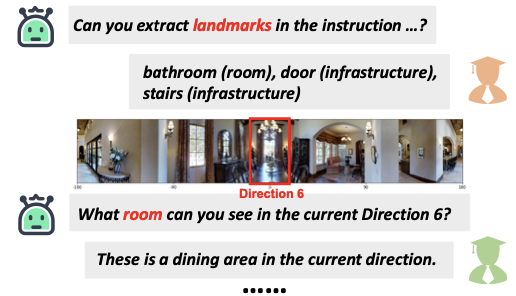 Can you extract landmarks in the instruction ...?
bathroom (room), door (infrastructure),
stairs (infrastructure)
-180 -90 0 90 180
Direction 6
What room can you see in the current Direction 6?
These is a dining area in the current direction.
......